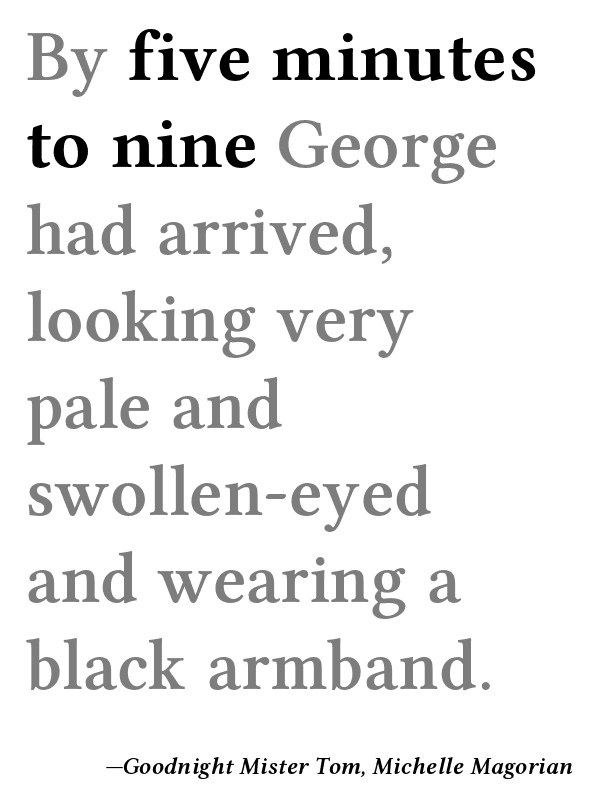 By five minutes
to nine George
had arrived,
looking very
pale and
swollen-eyed
and wearing a
black armband.
—Goodnight Mister Tom, Michelle Magorian